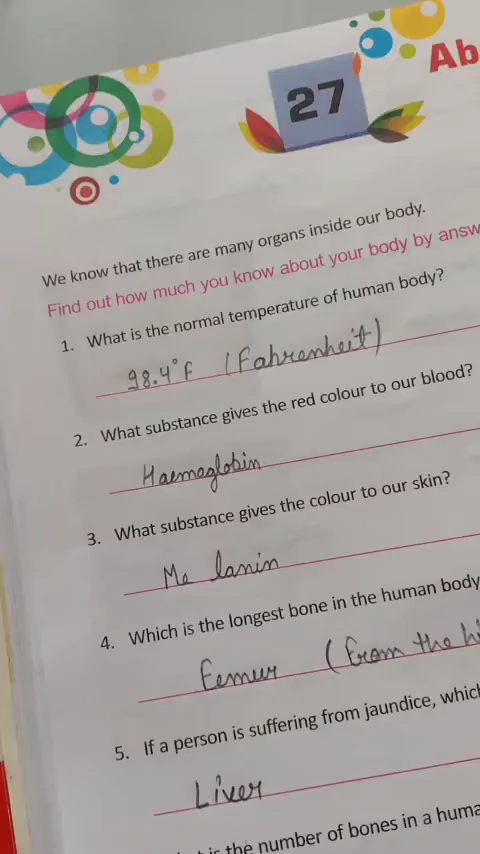 Ab
27
We know that there are many organs inside our body.
Find out how much you know about your body by answ
1. What is the normal temperature of human body?
98.4°F (Fahrenheit)
2. What substance gives the red colour to our blood?
Haemoglobin
3. What substance gives the colour to our skin?
Me lanin
4. Which is the longest bone in the human body
Femur (from the hi
5. If a person is suffering from jaundice, which
Liver
is the number of bones in a huma